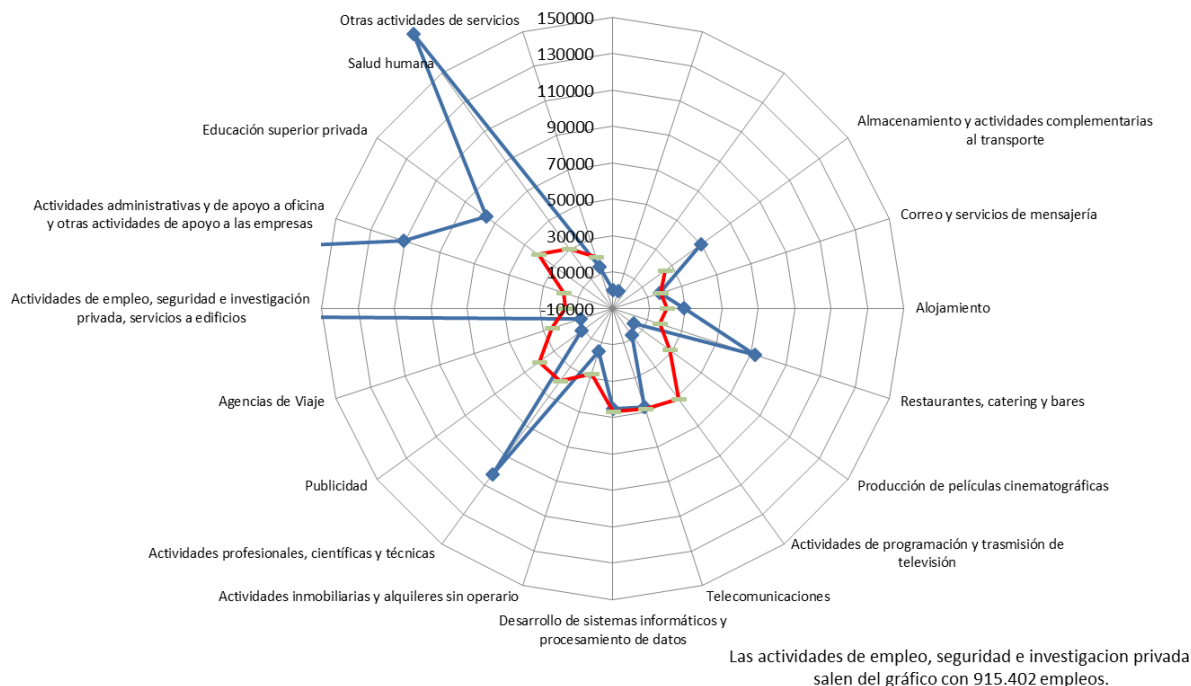 Otras actividades de servicios
Salud humana
Educación superior privada
Actividades administrativas y de apoyo a oficina
y otras actividades de apoyo a las empresas
Actividades de empleo, seguridad e investigación
privada, servicios a edificios
Agencias de Viaje
Publicidad
Actividades profesionales, científicas y técnicas
Actividades inmobiliarias y alquileres sin operario
Desarrollo de sistemas informáticos y
procesamiento de datos
150000
130000
110000
90000
70000
50000
30000
10000
-10000
Almacenamiento y actividades complementarias
al transporte
Correo y servicios de mensajería
Alojamiento
Restaurantes, catering y bares
Producción de películas cinematográficas
Actividades de programación y trasmisión de
televisión
Telecomunicaciones
Las actividades de empleo, seguridad e investigacion privada
salen del gráfico con 915.402 empleos.